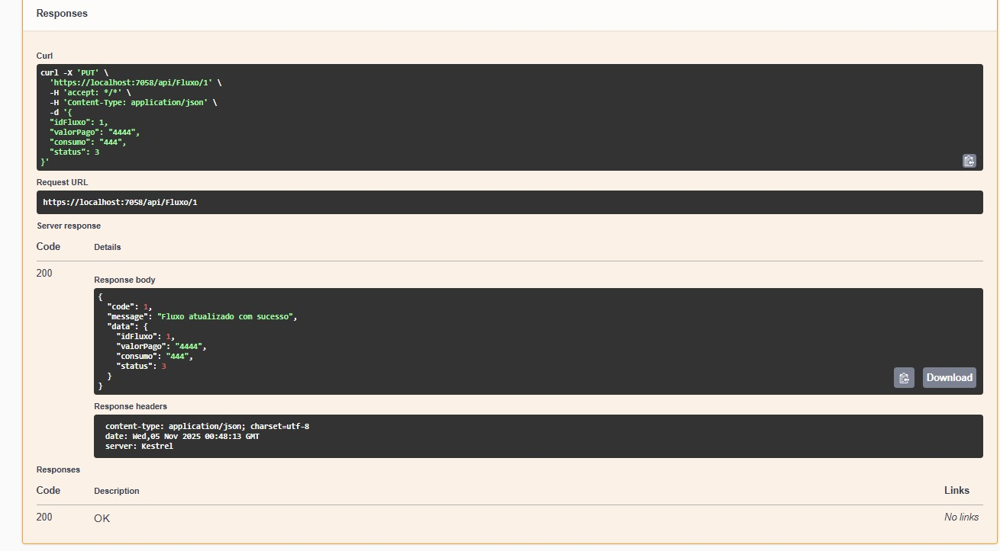 Responses
Curl
curl -X 'PUT' \
  'https://localhost:7058/api/Fluxo/1' \
  -H 'accept: */*' \
  -H 'Content-Type: application/json' \
  -d '{
  "idFluxo": 1,
  "valorPago": "4444",
  "consumo": "444",
  "status": 3
}'
Request URL
https://localhost:7058/api/Fluxo/1
Server response
Code Details
200
Response body
{
  "code": 1,
  "message": "Fluxo atualizado com sucesso",
  "data": {
    "idFluxo": 1,
    "valorPago": "4444",
    "consumo": "444",
    "status": 3
  }
}
Download
Response headers
content-type: application/json; charset=utf-8
date: Wed,05 Nov 2025 00:48:13 GMT
server: Kestrel
Responses
Code Description Links
200 OK No links